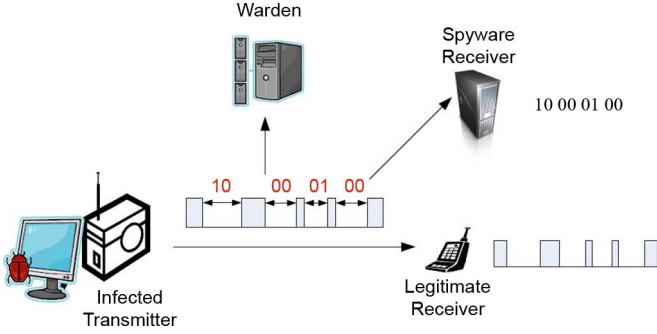 Warden
Spyware
Receiver
10 00 01 00
10 00 01 00
Infected
Transmitter
Legitimate
Receiver